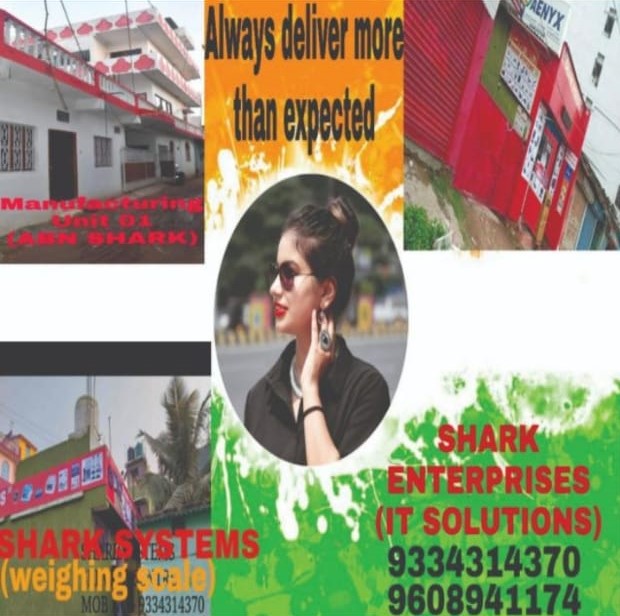 Always deliver more
than expected
AENYX
Manufacturing
Unit 01
(ABN SHARK)
SHARK
ENTERPRISES
(IT SOLUTIONS)
9334314370
9608941174
SHARK SYSTEMS
(weighing scale)
MOB
9334314370